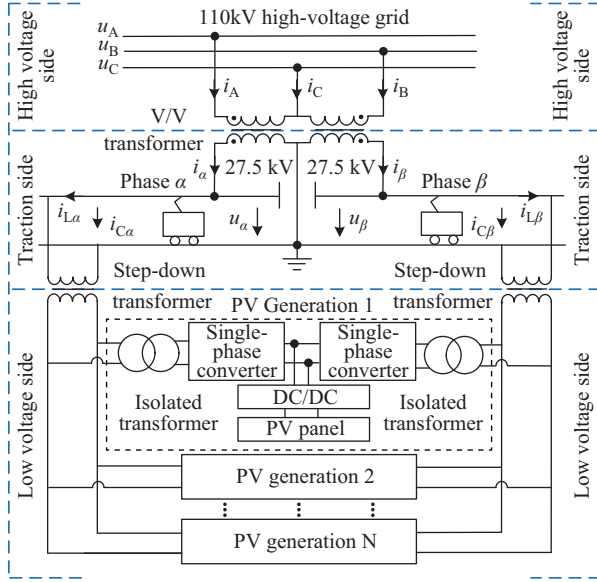 110kV high-voltage grid
uA
uB
uC
High voltage side
High voltage side
iA
iC
iB
V/V
transformer
iα
27.5 kV
27.5 kV
iβ
Traction side
Traction side
Phase α
Phase β
iLα
iCα
uα
uβ
iCβ
iLβ
Step-down
transformer
Step-down
transformer
Low voltage side
Low voltage side
PV Generation 1
Single-
phase
converter
Single-
phase
converter
DC/DC
PV panel
Isolated
transformer
Isolated
transformer
PV generation 2
PV generation N